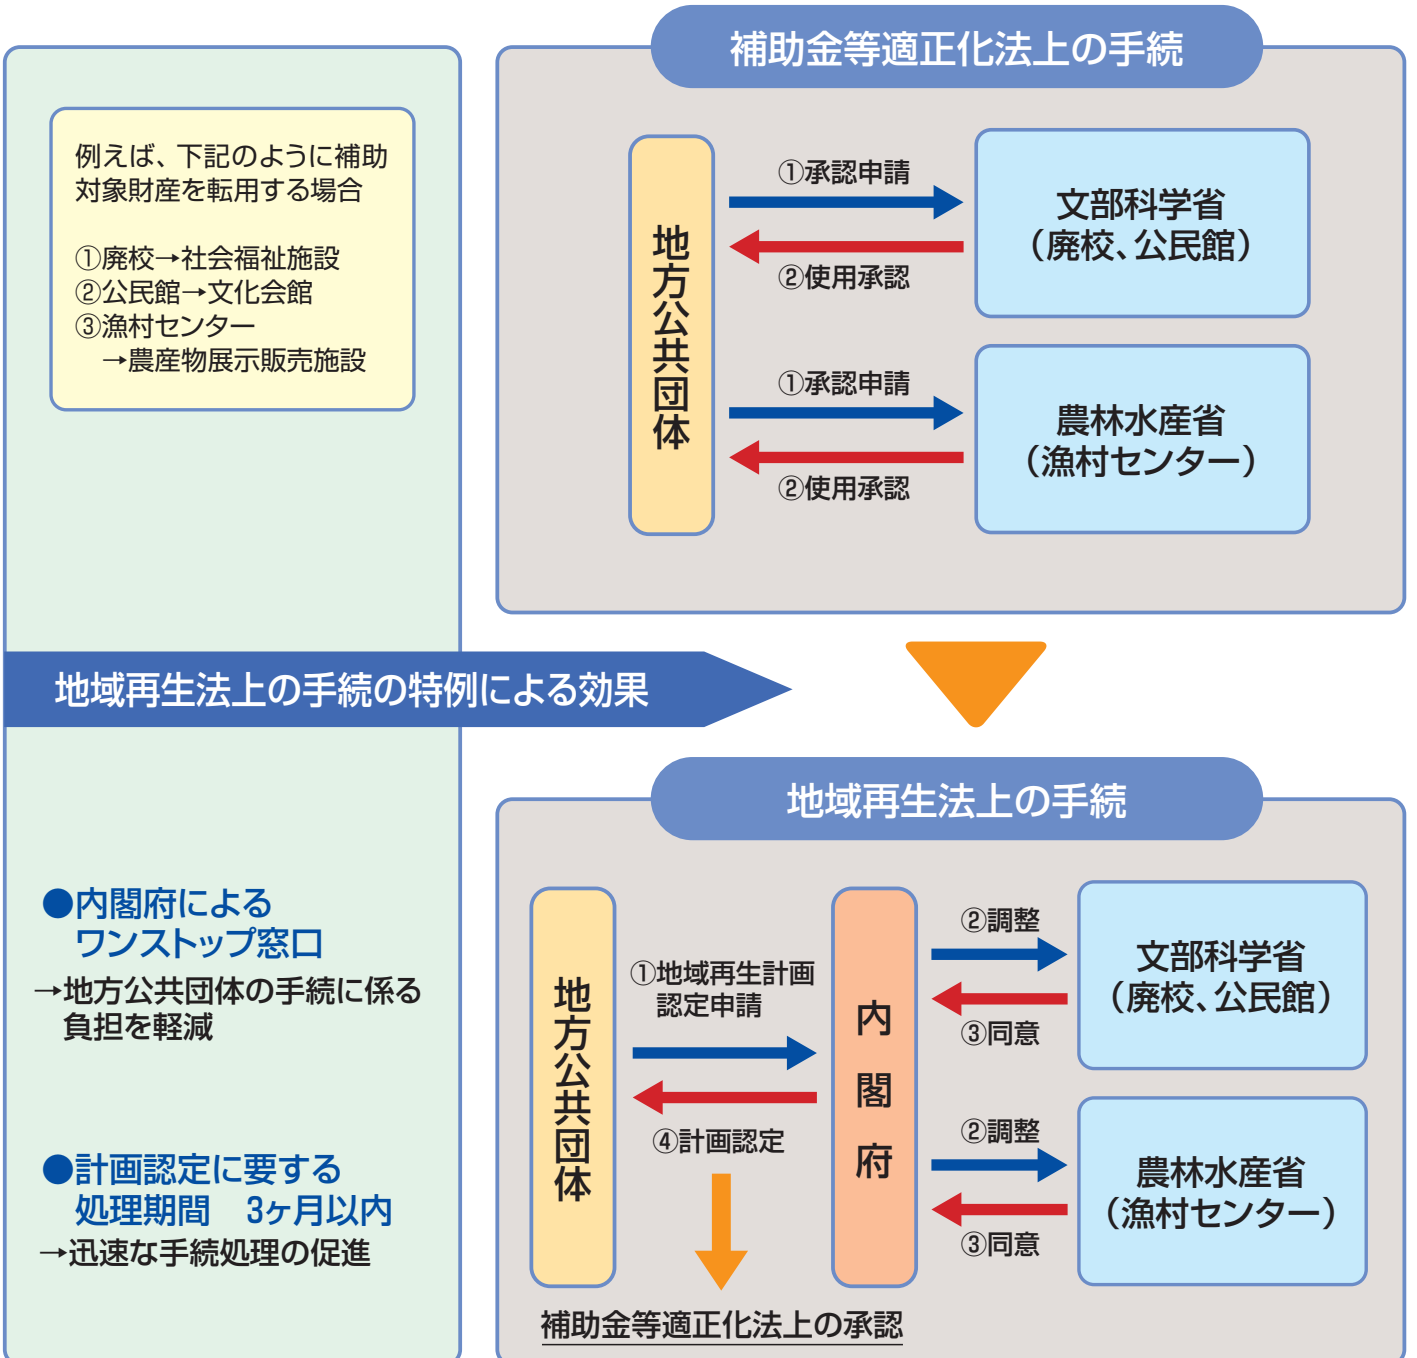 補助金等適正化法上の手続
例えば、下記のように補助
対象財産を転用する場合
①廃校→社会福祉施設
②公民館→文化会館
③漁村センター
→農産物展示販売施設
地方公共団体
①承認申請
②使用承認
文部科学省
（廃校、公民館）
①承認申請
②使用承認
農林水産省
（漁村センター）
地域再生法上の手続の特例による効果
地域再生法上の手続
●内閣府による
ワンストップ窓口
→地方公共団体の手続に係る
負担を軽減
●計画認定に要する
処理期間　3ヶ月以内
→迅速な手続処理の促進
地方公共団体
①地域再生計画
認定申請
④計画認定
補助金等適正化法上の承認
内閣府
②調整
③同意
文部科学省
（廃校、公民館）
②調整
③同意
農林水産省
（漁村センター）